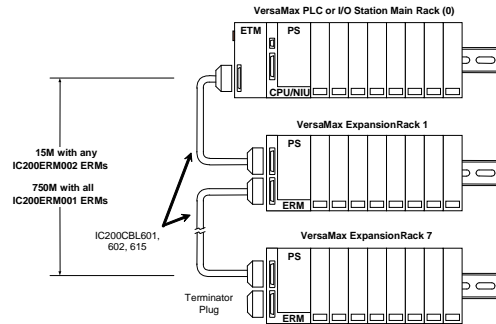 VersaMax PLC or I/O Station Main Rack (0)
ETM
PS
CPU/NIU
15M with any
IC200ERM002 ERMs
750M with all
IC200ERM001 ERMs
VersaMax ExpansionRack 1
PS
ERM
IC200CBL601,
602, 615
VersaMax ExpansionRack 7
PS
Terminator
Plug
ERM